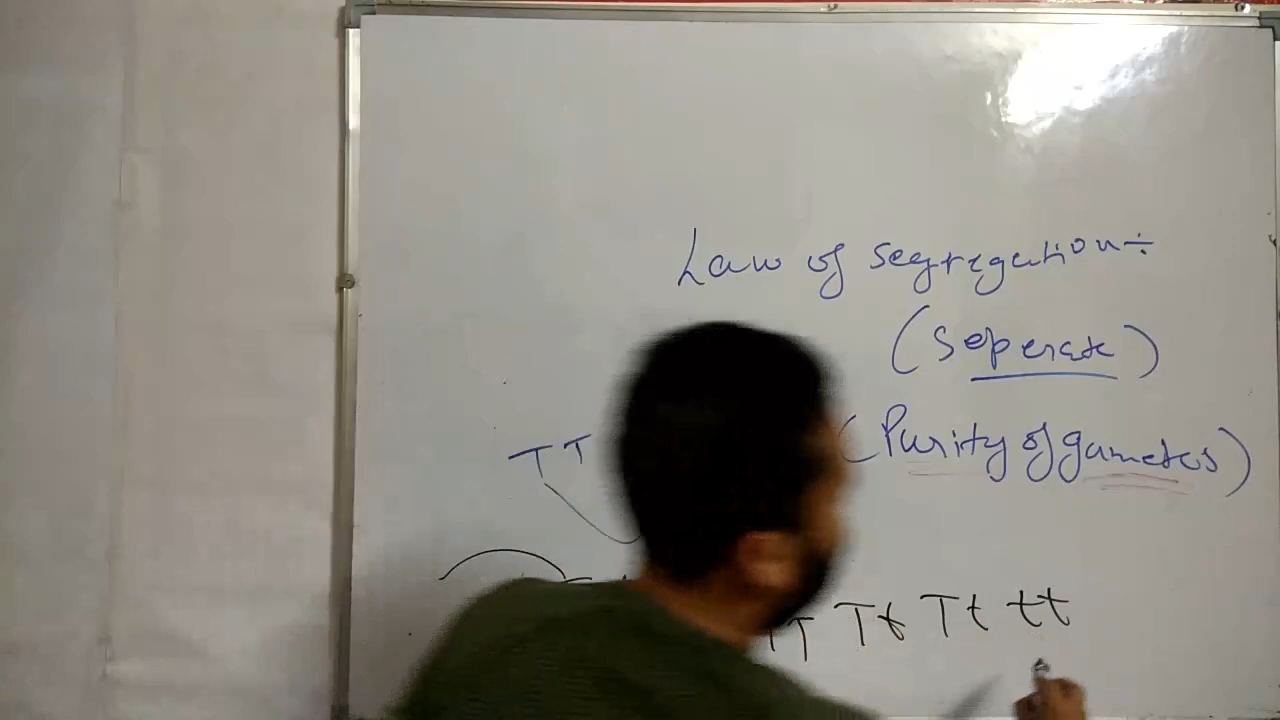 Law of segregation ÷
(Seperate)
(Purity of gametes)
T T
TT Tt Tt tt